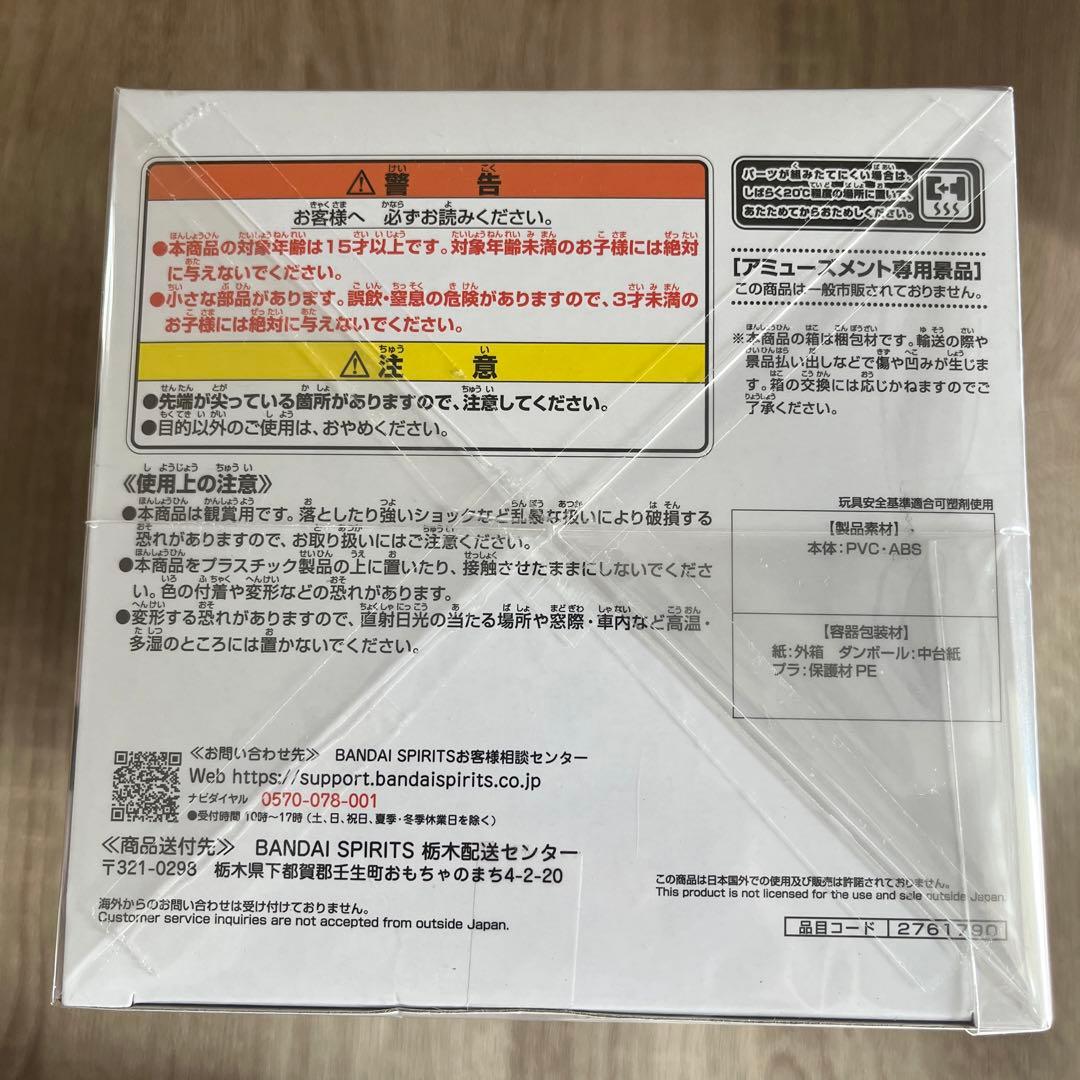 ⚠警告
お客様へ 必ずお読みください。
●本商品の対象年齢は15才以上です。対象年齢未満のお子様には絶対
に与えないでください。
●小さな部品があります。誤飲・窒息の危険がありますので、3才未満の
お子様には絶対に与えないでください。
⚠注意
●先端が尖っている箇所がありますので、注意してください。
●目的以外のご使用は、おやめください。
パーツが組みたてにくい場合は、
しばらく20℃程度の場所に置いて、
あたためてからおためしください。
[アミューズメント専用景品]
この商品は一般市販されておりません。
※本商品の箱は梱包材です。輸送の際や
景品払い出しなどで傷や凹みが生じま
す。箱の交換には応じかねますのでご
了承ください。
《使用上の注意》
●本商品は観賞用です。落としたり強いショックなど乱暴な扱いにより破損する
恐れがありますので、お取り扱いにはご注意ください。
●本商品をプラスチック製品の上に置いたり、接触させたままにしないでくださ
い。色の付着や変形などの恐れがあります。
●変形する恐れがありますので、直射日光の当たる場所や窓際・車内など高温・
多湿のところには置かないでください。
玩具安全基準適合可塑剤使用
【製品素材】
本体:PVC・ABS
【容器包装材】
紙:外箱 ダンボール:中台紙
プラ:保護材PE
≪お問い合わせ先≫ BANDAI SPIRITSお客様相談センター
Web https://support.bandaispirits.co.jp
ナビダイヤル 0570-078-001
●受付時間 10時~17時(土、日、祝日、夏季・冬季休業日を除く)
≪商品送付先≫ BANDAI SPIRITS 栃木配送センター
〒321-0298 栃木県下都賀郡壬生町おもちゃのまち4-2-20
海外からのお問い合わせは受け付けておりません。
Customer service inquiries are not accepted from outside Japan.
この商品は日本国外での使用及び販売は許諾されておりません。
This product is not licensed for the use and sale outside Japan.
品目コード 2761790